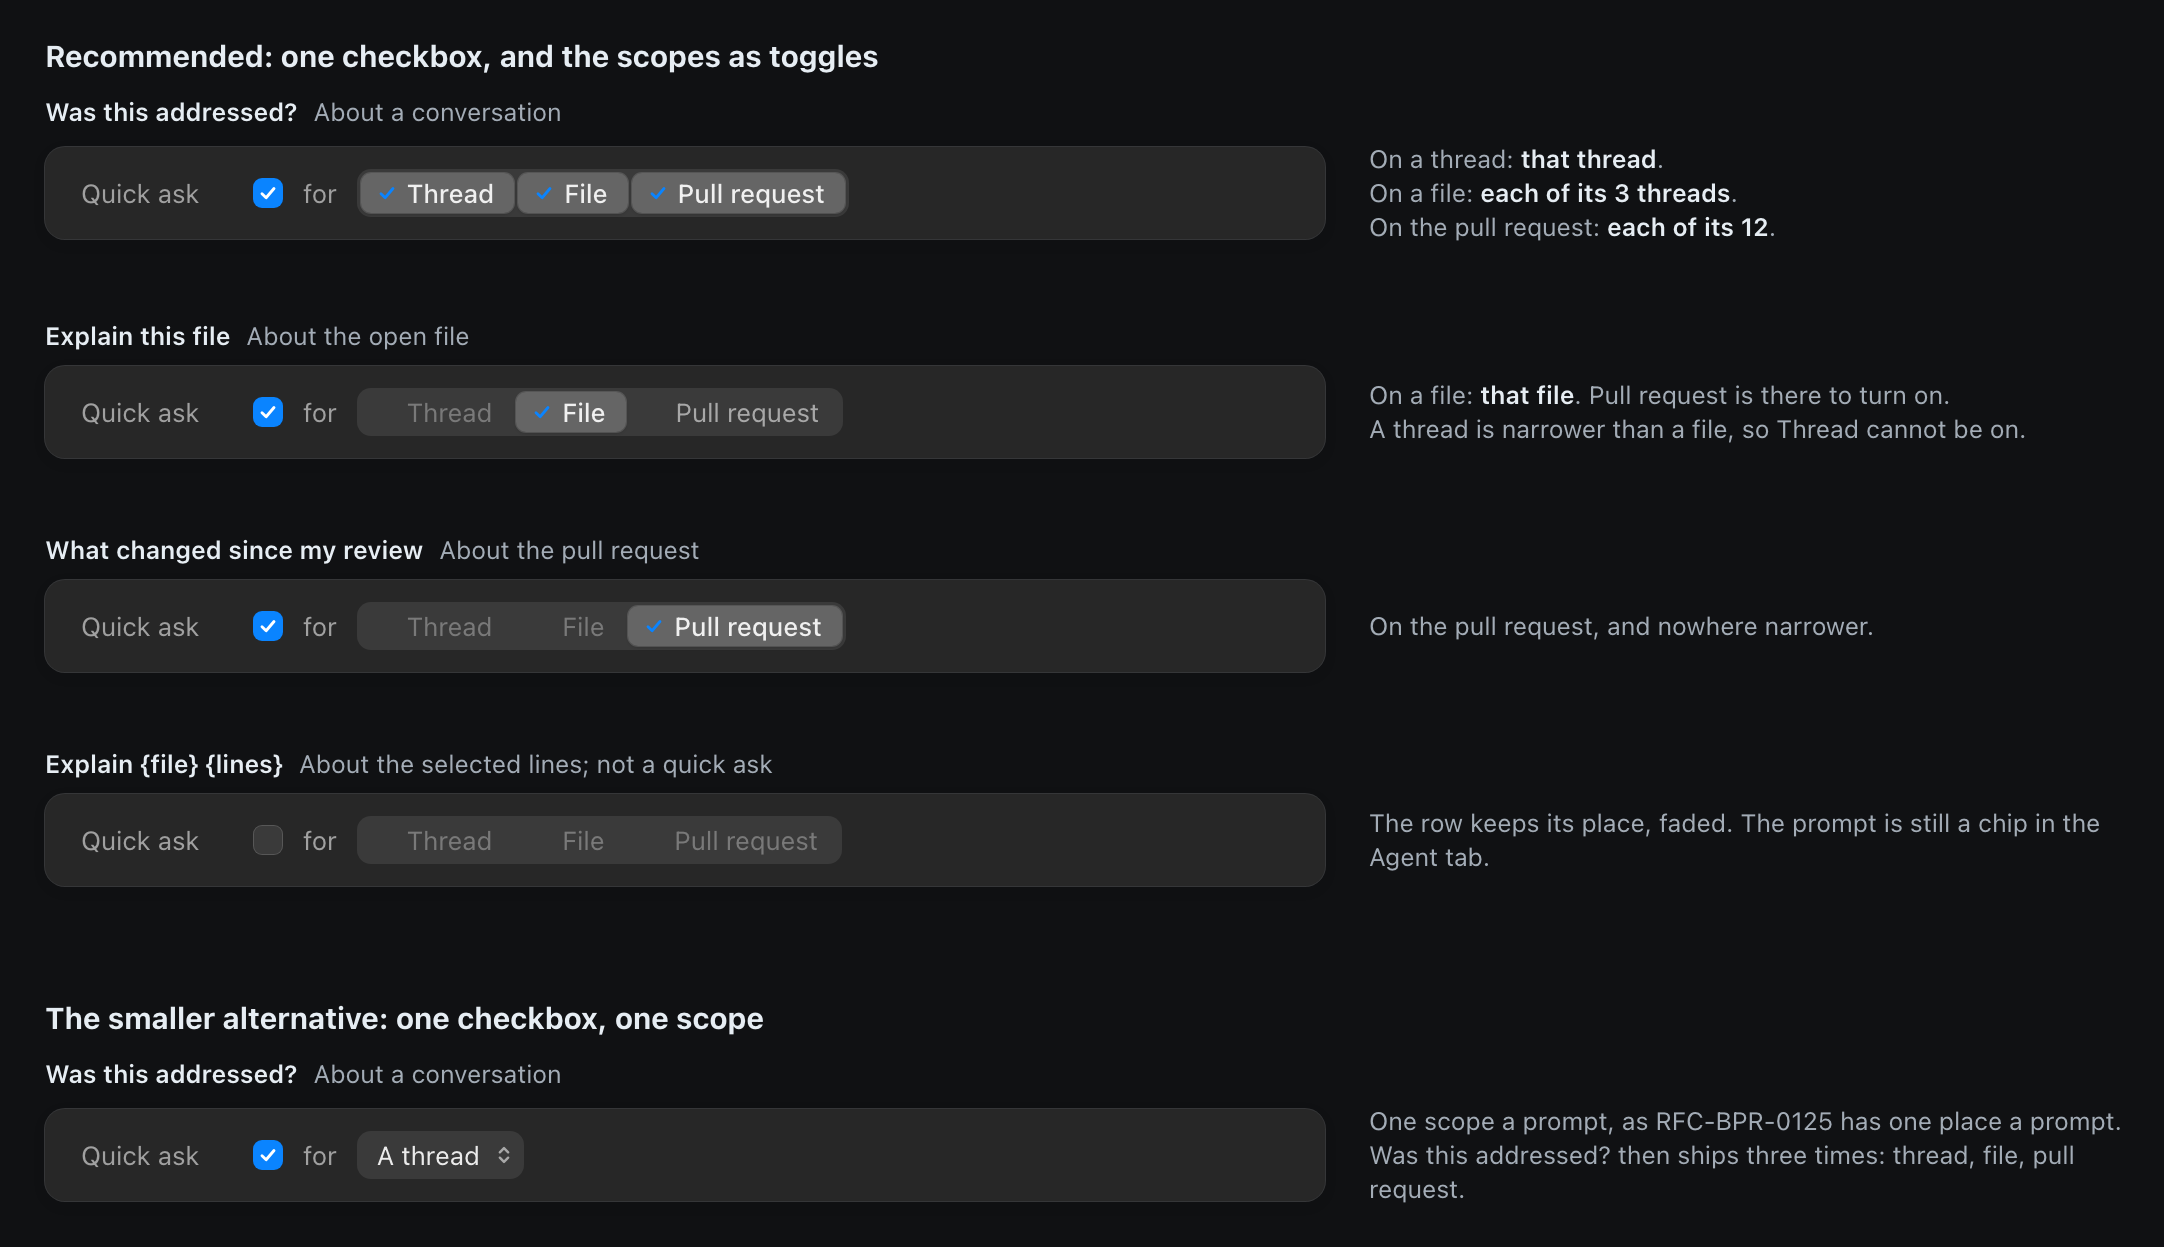 Recommended: one checkbox, and the scopes as toggles
Was this addressed? About a conversation
Quick ask for Thread File Pull request
On a thread: that thread.
On a file: each of its 3 threads.
On the pull request: each of its 12.
Explain this file About the open file
Quick ask for Thread File Pull request
On a file: that file. Pull request is there to turn on.
A thread is narrower than a file, so Thread cannot be on.
What changed since my review About the pull request
Quick ask for Thread File Pull request
On the pull request, and nowhere narrower.
Explain {file} {lines} About the selected lines; not a quick ask
Quick ask for Thread File Pull request
The row keeps its place, faded. The prompt is still a chip in the
Agent tab.
The smaller alternative: one checkbox, one scope
Was this addressed? About a conversation
Quick ask for A thread
One scope a prompt, as RFC-BPR-0125 has one place a prompt.
Was this addressed? then ships three times: thread, file, pull
request.